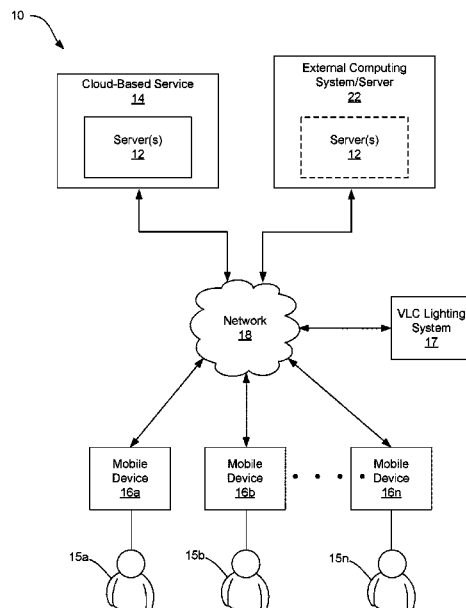 10
Cloud-Based Service
14
Server(s)
12
External Computing
System/Server
22
Server(s)
12
Network
18
VLC Lighting
System
17
Mobile
Device
16a
Mobile
Device
16b
Mobile
Device
16n
15a
15b
15n